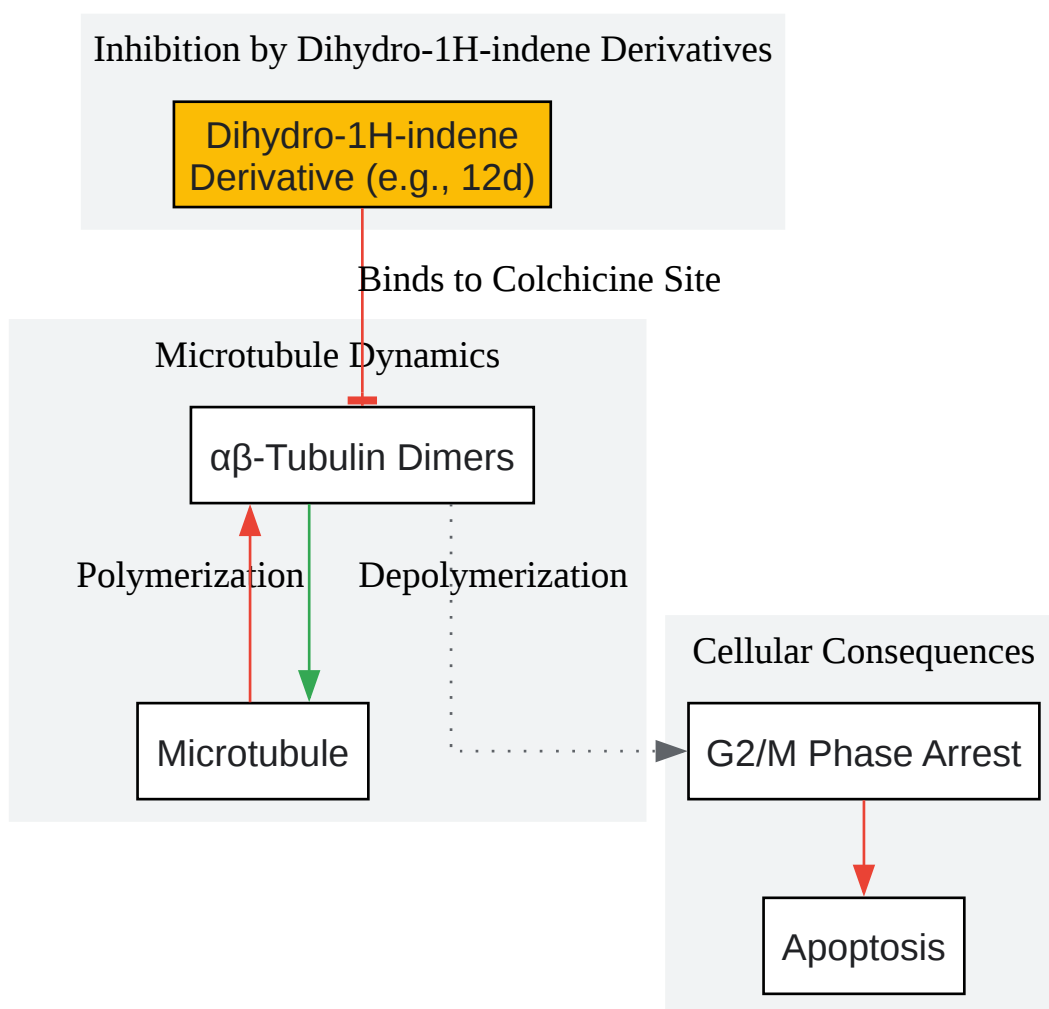 Inhibition by Dihydro-1H-indene Derivatives
Dihydro-1H-indene
Derivative (e.g., 12d)
Binds to Colchicine Site
Microtubule Dynamics
αβ-Tubulin Dimers
Polymerization
Depolymerization
Microtubule
Cellular Consequences
G2/M Phase Arrest
Apoptosis